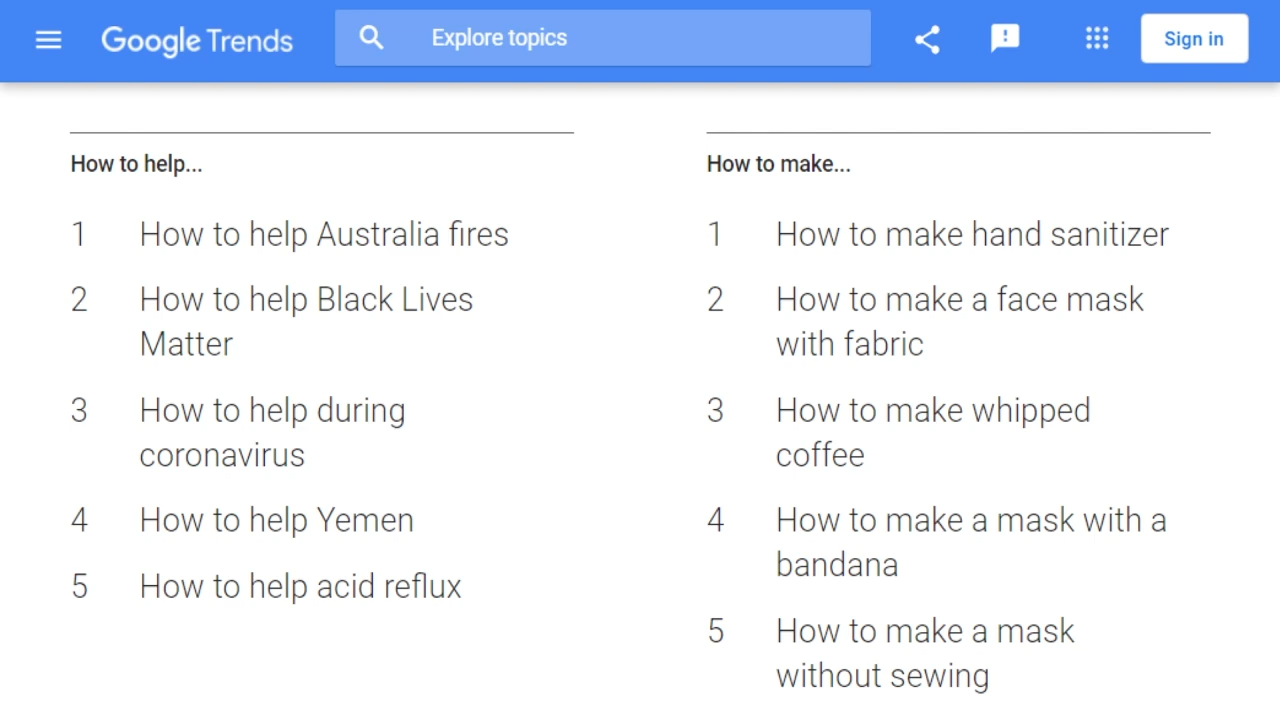 Google Trends
Explore topics
Sign in
How to help...
1 How to help Australia fires
2 How to help Black Lives
Matter
3 How to help during
coronavirus
4 How to help Yemen
5 How to help acid reflux
How to make...
1 How to make hand sanitizer
2 How to make a face mask
with fabric
3 How to make whipped
coffee
4 How to make a mask with a
bandana
5 How to make a mask
without sewing